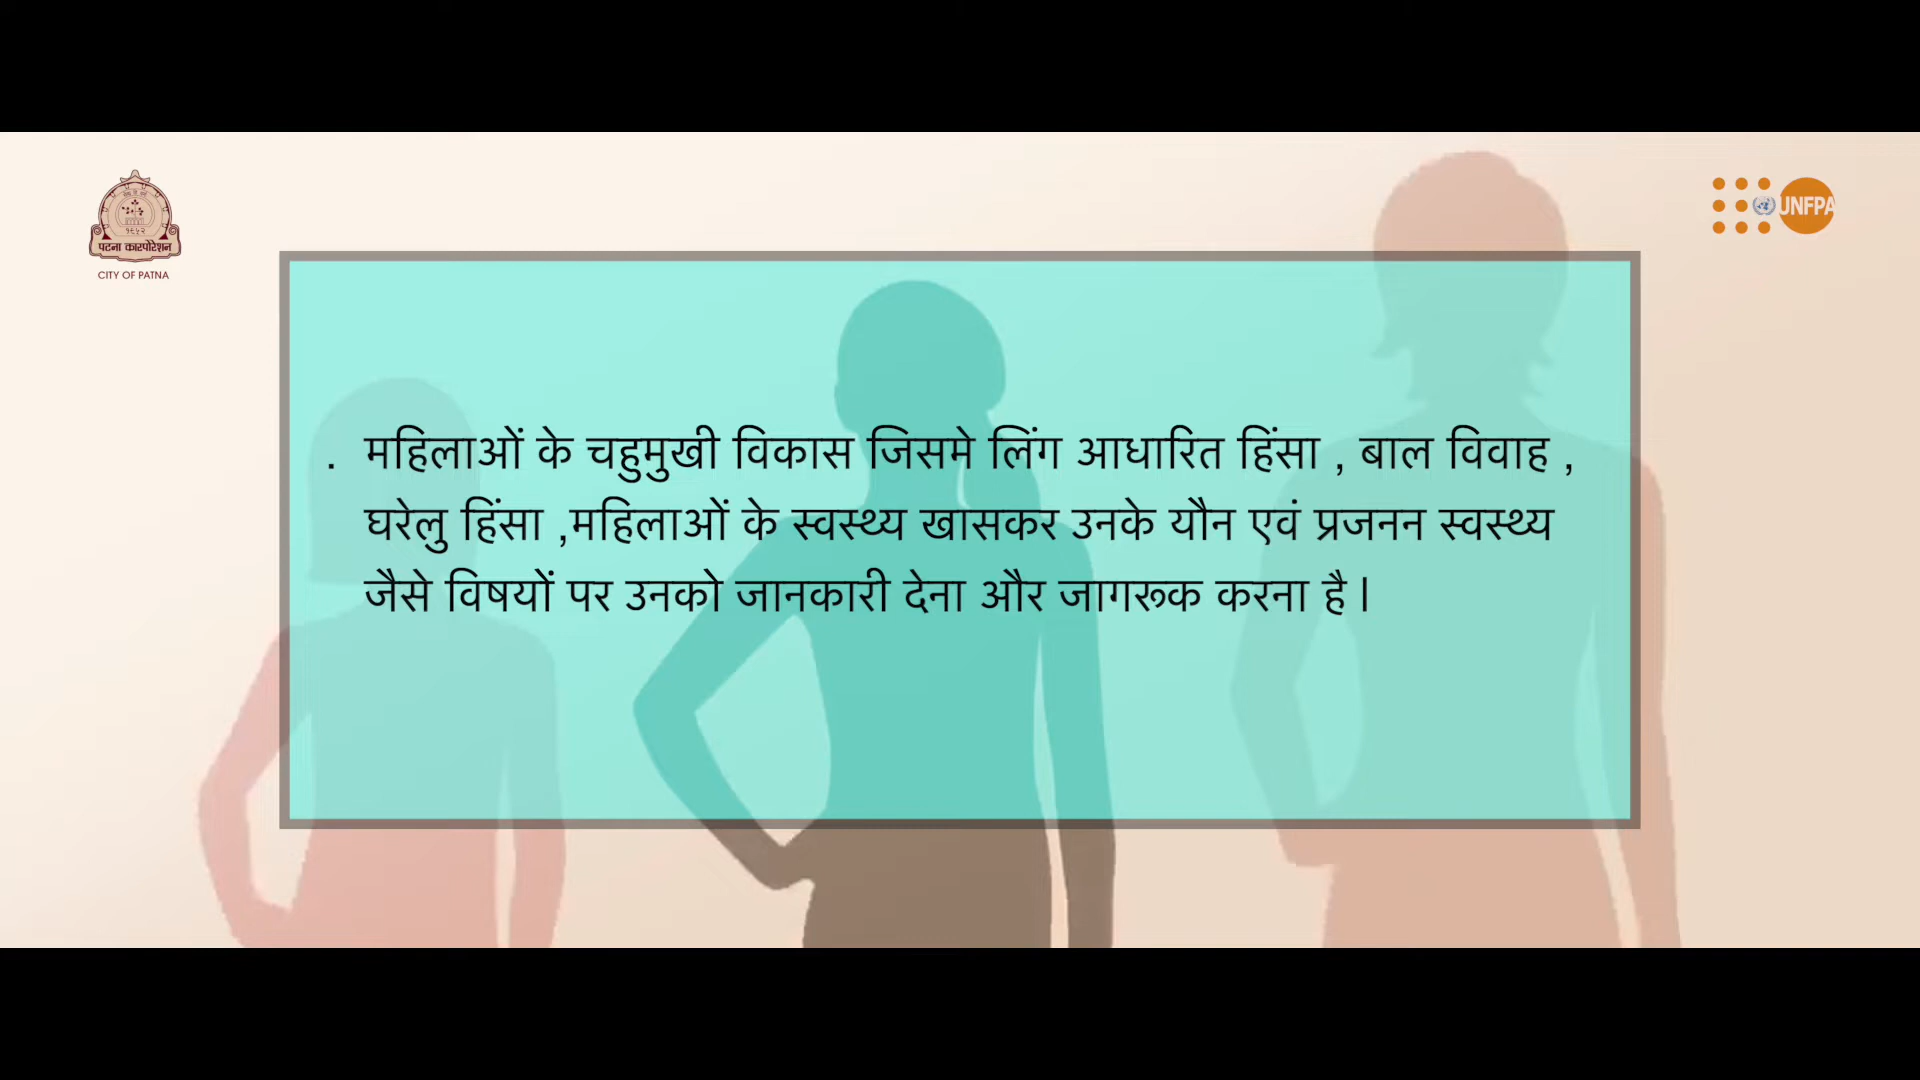 १९५२
पटना कारपोरेशन
CITY OF PATNA
UNFPA
. महिलाओं के चहुमुखी विकास जिसमे लिंग आधारित हिंसा , बाल विवाह ,
घरेलु हिंसा ,महिलाओं के स्वस्थ्य खासकर उनके यौन एवं प्रजनन स्वस्थ्य
जैसे विषयों पर उनको जानकारी देना और जागरूक करना है l